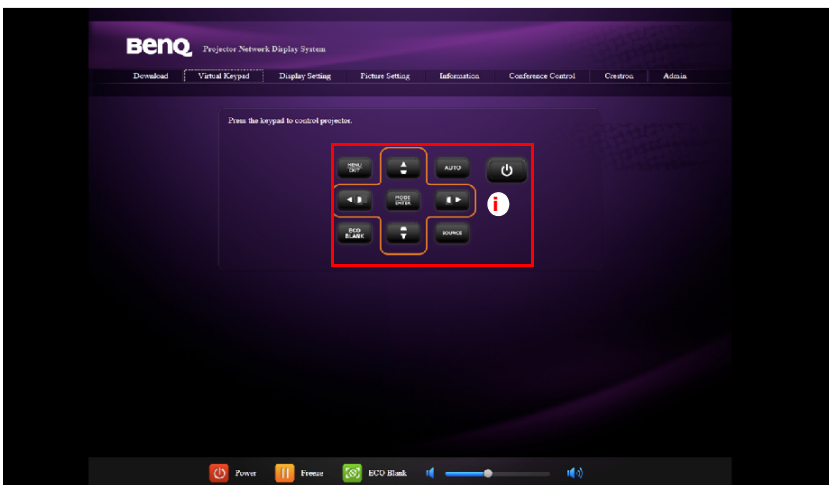 BenQ Projector Network Display System
Download Virtual Keypad Display Setting Picture Setting Information Conference Control Crestron Admin
Press the keypad to control projector.
MENU
EXIT
AUTO
MODE
ENTER
i
ECO
BLANK
SOURCE
Power Freeze ECO Blank